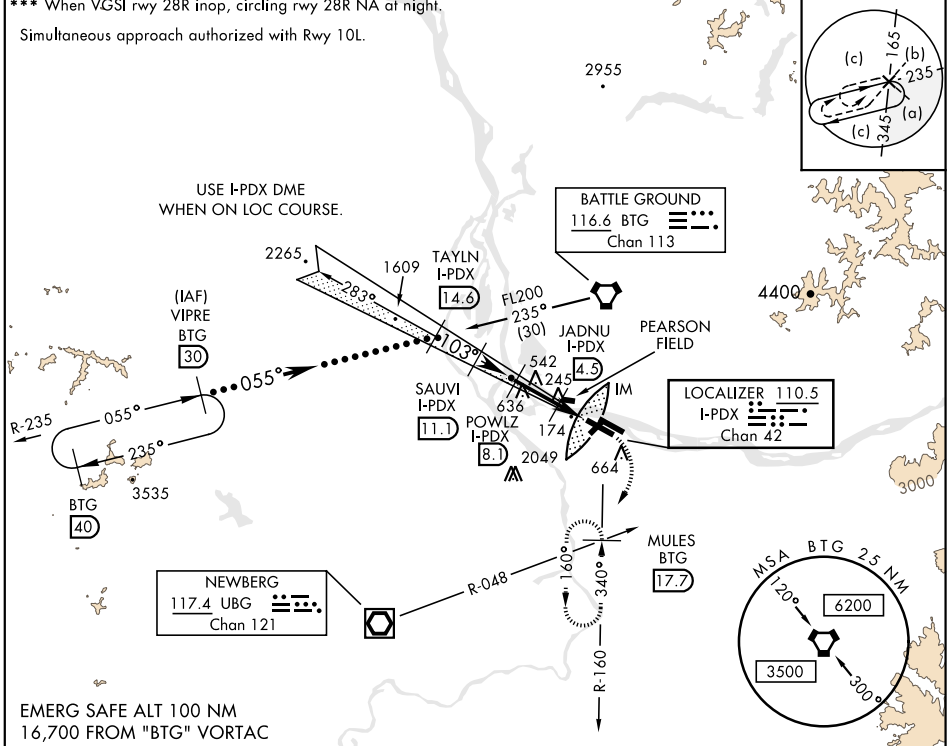 *** When VGSI rwy 28R inop, circling rwy 28R NA at night.
Simultaneous approach authorized with Rwy 10L.
(c)
165
(b)
235
(a)
(c)
345
2955
USE I-PDX DME
WHEN ON LOC COURSE.
BATTLE GROUND
116.6 BTG
Chan 113
2265
1609
283°
TAYLN
I-PDX
14.6
FL200
235°
(30)
4400
(IAF)
VIPRE
BTG
30
103°
JADNU
I-PDX
4.5
PEARSON
FIELD
055°
542
245
IM
LOCALIZER 110.5
I-PDX
Chan 42
SAUVI
I-PDX
11.1
636
POWLZ
I-PDX
8.1
174
R-235
055°
235°
2049
664
3000
3535
BTG
40
MULES
BTG
17.7
160°
340°
R-048
NEWBERG
117.4 UBG
Chan 121
MSA BTG 25 NM
120°
6200
3500
300°
R-160
EMERG SAFE ALT 100 NM
16,700 FROM "BTG" VORTAC